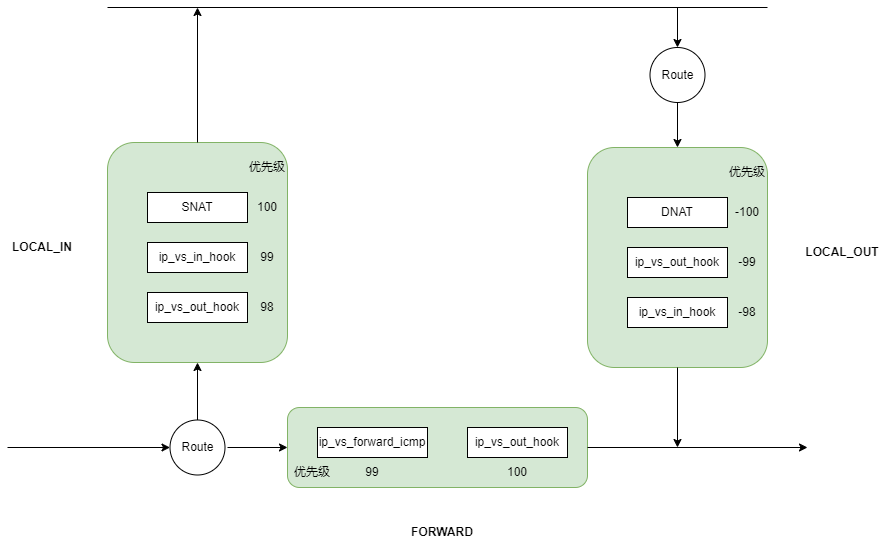 Route
优先级
优先级
SNAT 100
DNAT -100
LOCAL_IN
ip_vs_in_hook 99
ip_vs_out_hook -99
LOCAL_OUT
ip_vs_out_hook 98
ip_vs_in_hook -98
Route
ip_vs_forward_icmp
ip_vs_out_hook
优先级 99 100
FORWARD